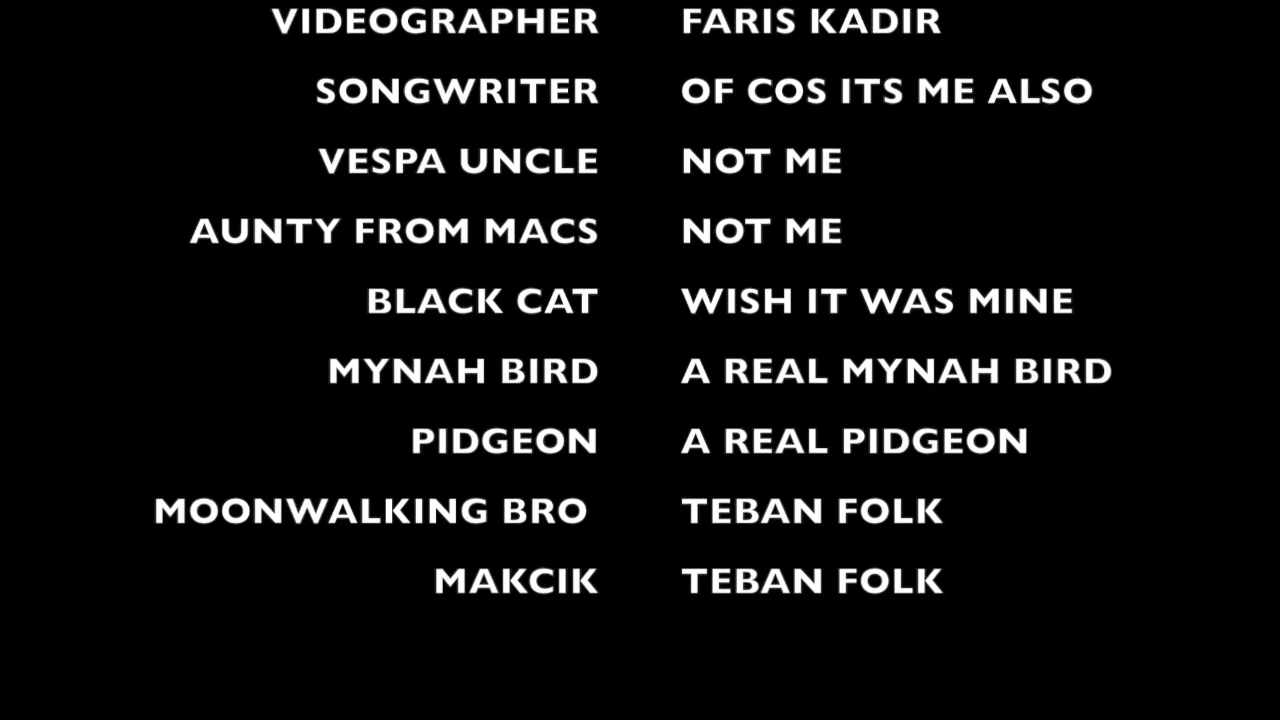 VIDEOGRAPHER FARIS KADIR
SONGWRITER OF COS ITS ME ALSO
VESPA UNCLE NOT ME
AUNTY FROM MACS NOT ME
BLACK CAT WISH IT WAS MINE
MYNAH BIRD A REAL MYNAH BIRD
PIDGEON A REAL PIDGEON
MOONWALKING BRO TEBAN FOLK
MAKCIK TEBAN FOLK